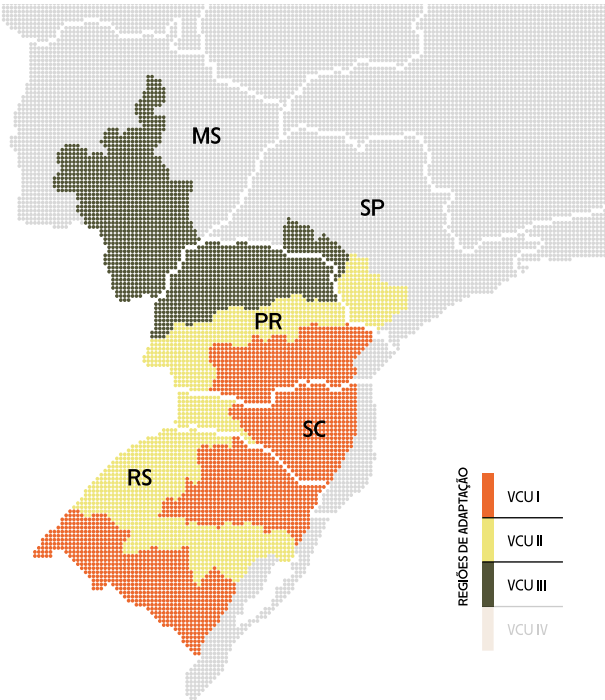 MS
SP
PR
SC
RS
REGIÕES DE ADAPTAÇÃO
VCU I
VCU II
VCU III
VCU IV